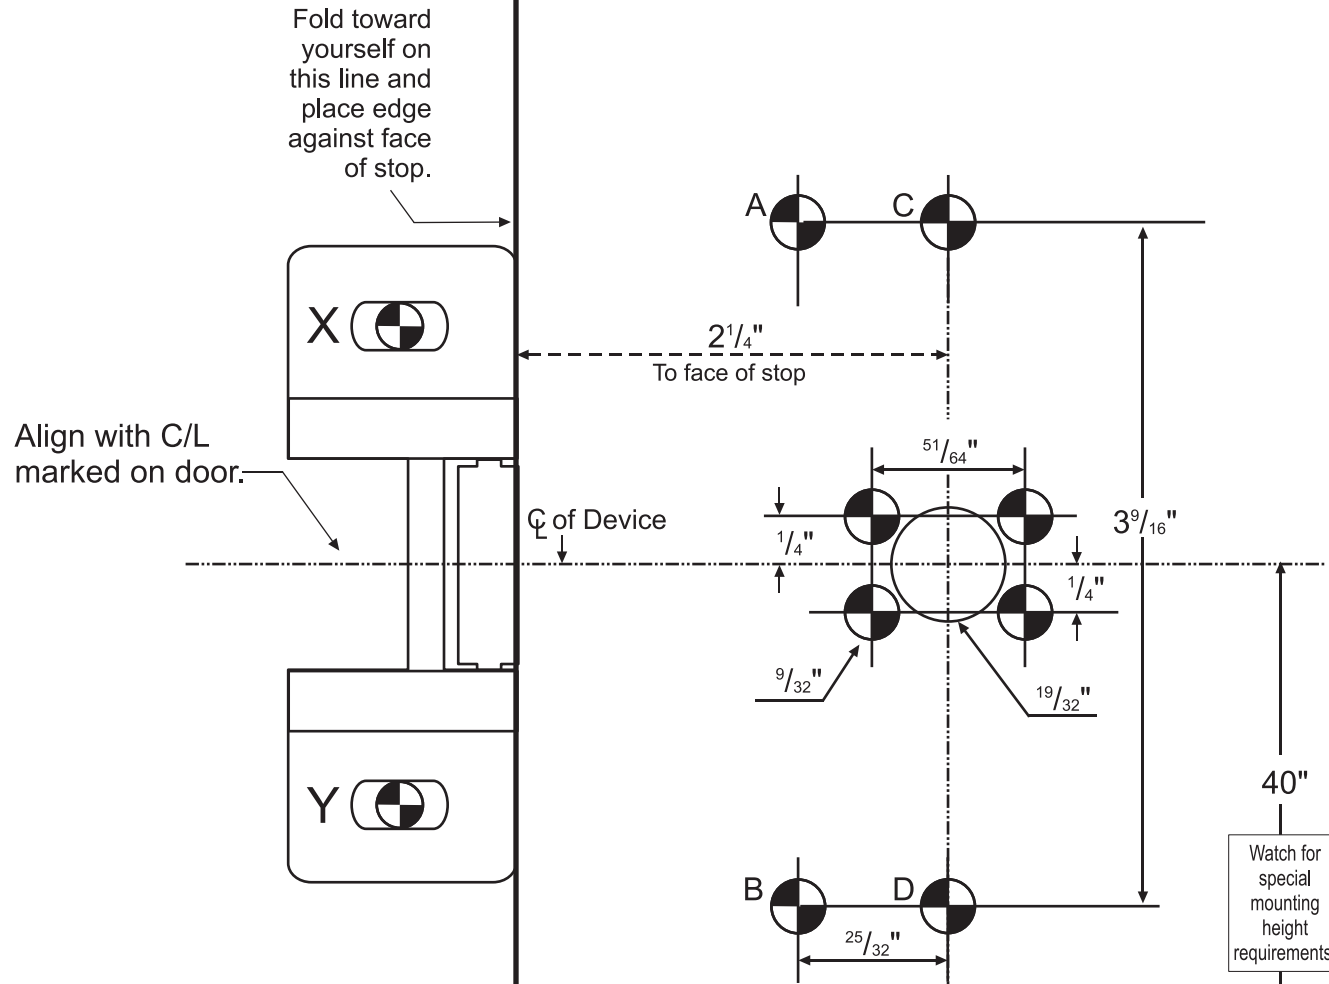 Fold toward
yourself on
this line and
place edge
against face
of stop.
A
C
X
2 1/4"
To face of stop
Align with C/L
marked on door.
51/64"
℄ of Device
1/4"
3 9/16"
1/4"
9/32"
19/32"
40"
Y
Watch for
special
mounting
height
requirements
B
D
25/32"